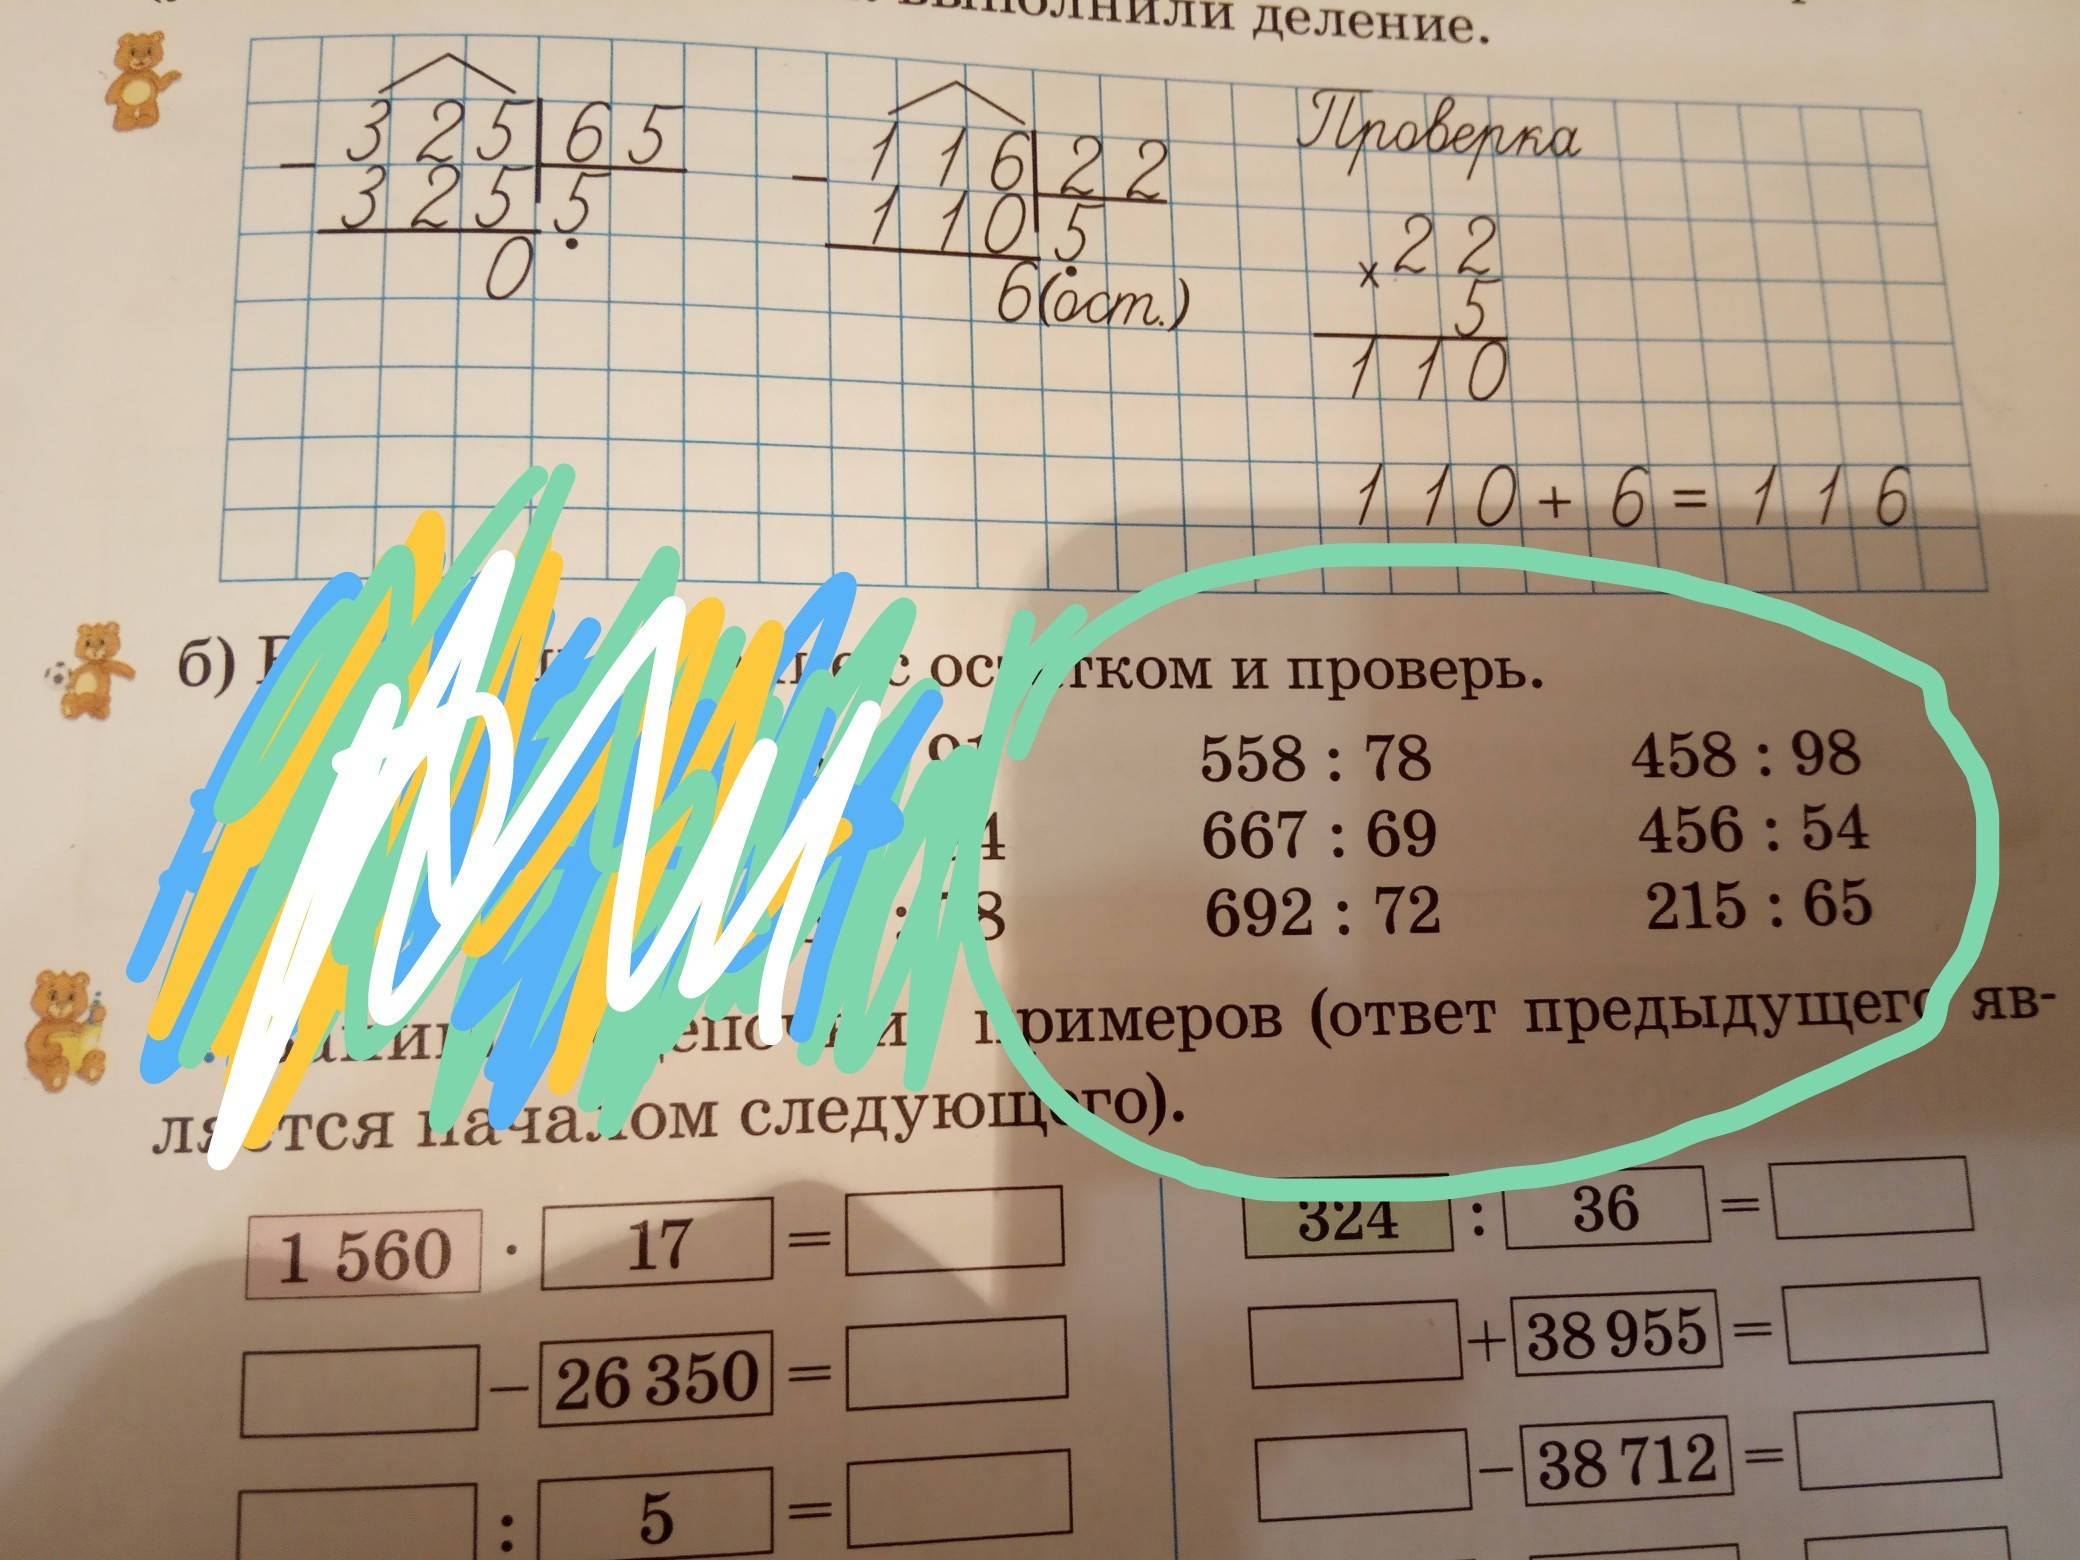 выполнили деление.
325 65
325 5
0
116 22
110 5
6(ост.)
Проверка
× 22
5
110
110 + 6 = 116
б) с остатком и проверь.
558 : 78 458 : 98
667 : 69 456 : 54
: 78 692 : 72 215 : 65
примеров (ответ предыдущего яв-
ляется началом следующего).
1 560 · 17 =
324 : 36 =
− 26 350 =
+ 38 955 =
: 5 =
− 38 712 =